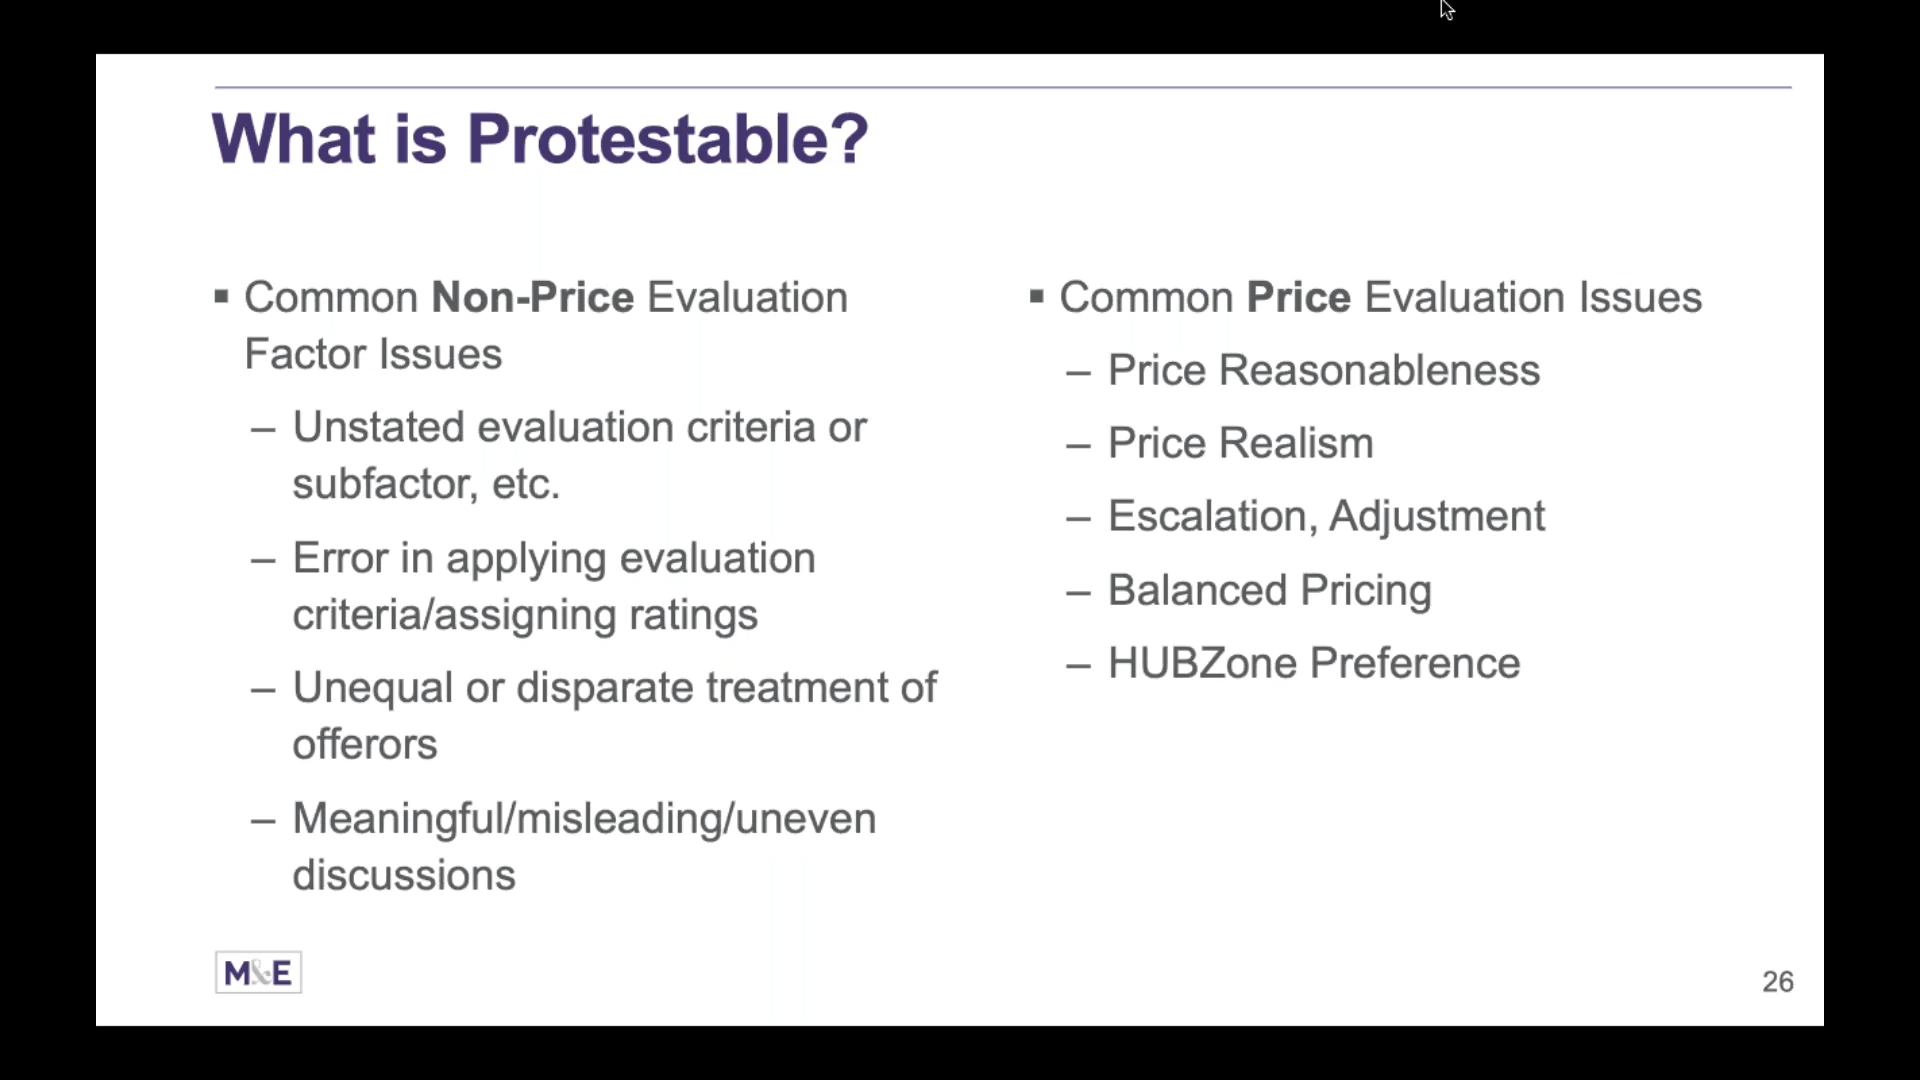 What is Protestable?
▪ Common Non-Price Evaluation
Factor Issues
– Unstated evaluation criteria or
subfactor, etc.
– Error in applying evaluation
criteria/assigning ratings
– Unequal or disparate treatment of
offerors
– Meaningful/misleading/uneven
discussions
▪ Common Price Evaluation Issues
– Price Reasonableness
– Price Realism
– Escalation, Adjustment
– Balanced Pricing
– HUBZone Preference
M&E
26